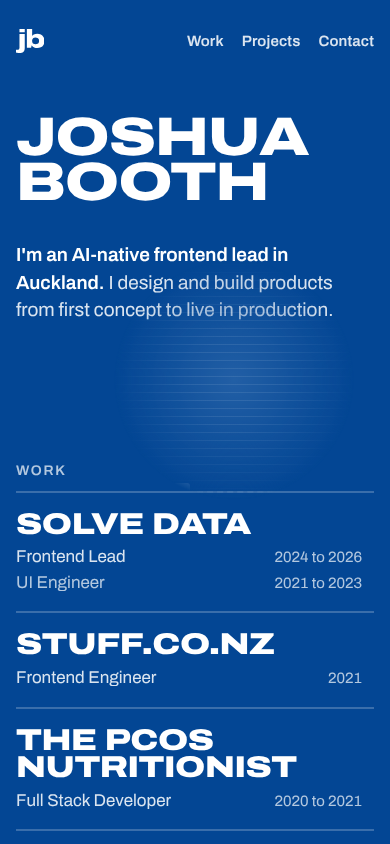 jb
Work Projects Contact
JOSHUA
BOOTH
I'm an AI-native frontend lead in
Auckland. I design and build products
from first concept to live in production.
WORK
SOLVE DATA
Frontend Lead 2024 to 2026
UI Engineer 2021 to 2023
STUFF.CO.NZ
Frontend Engineer 2021
THE PCOS
NUTRITIONIST
Full Stack Developer 2020 to 2021